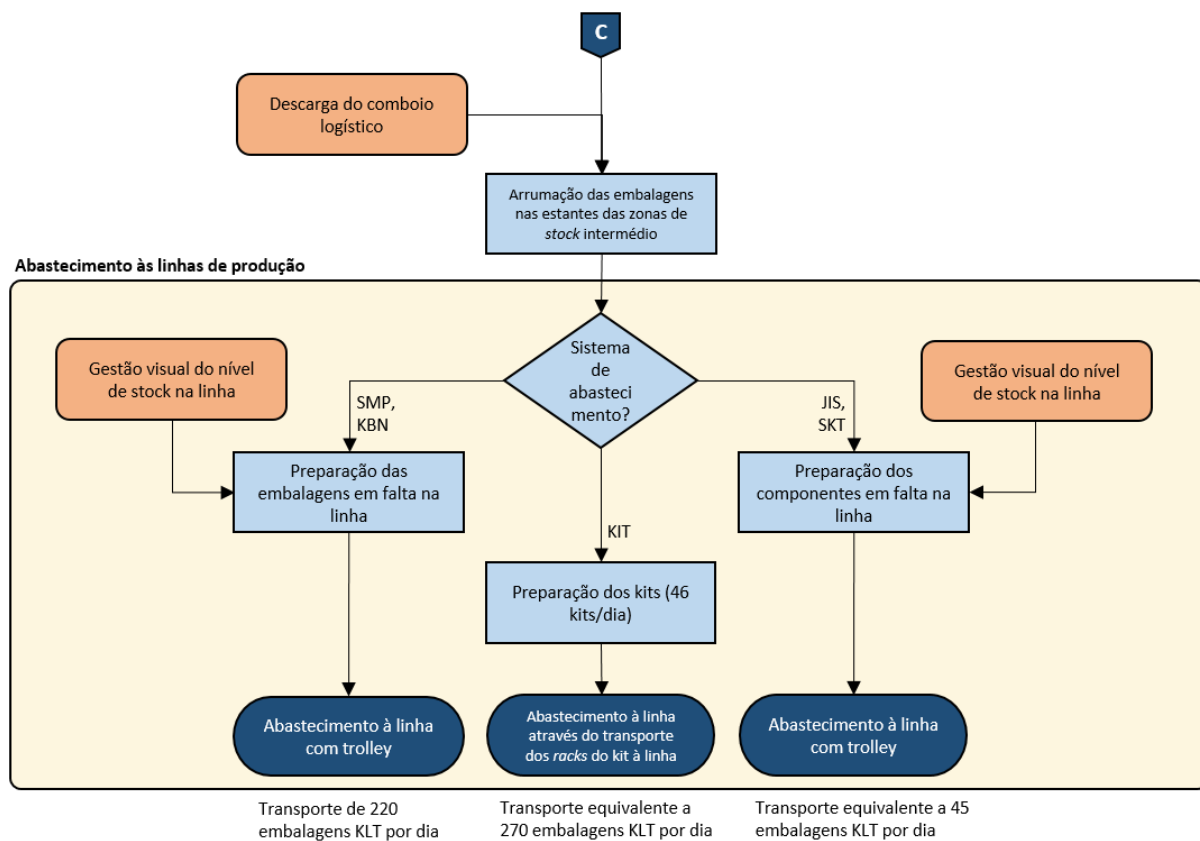 C
Descarga do comboio
logístico
Arrumação das embalagens
nas estantes das zonas de
stock intermédio
Abastecimento às linhas de produção
Gestão visual do nível
de stock na linha
Sistema
de
abasteci
mento?
Gestão visual do nível
de stock na linha
SMP,
KBN
JIS,
SKT
Preparação das
embalagens em falta na
linha
Preparação dos
componentes em falta na
linha
KIT
Preparação dos kits (46
kits/dia)
Abastecimento à linha
com trolley
Abastecimento à linha
através do transporte
dos racks do kit à linha
Abastecimento à linha
com trolley
Transporte de 220
embalagens KLT por dia
Transporte equivalente a
270 embalagens KLT por dia
Transporte equivalente a 45
embalagens KLT por dia